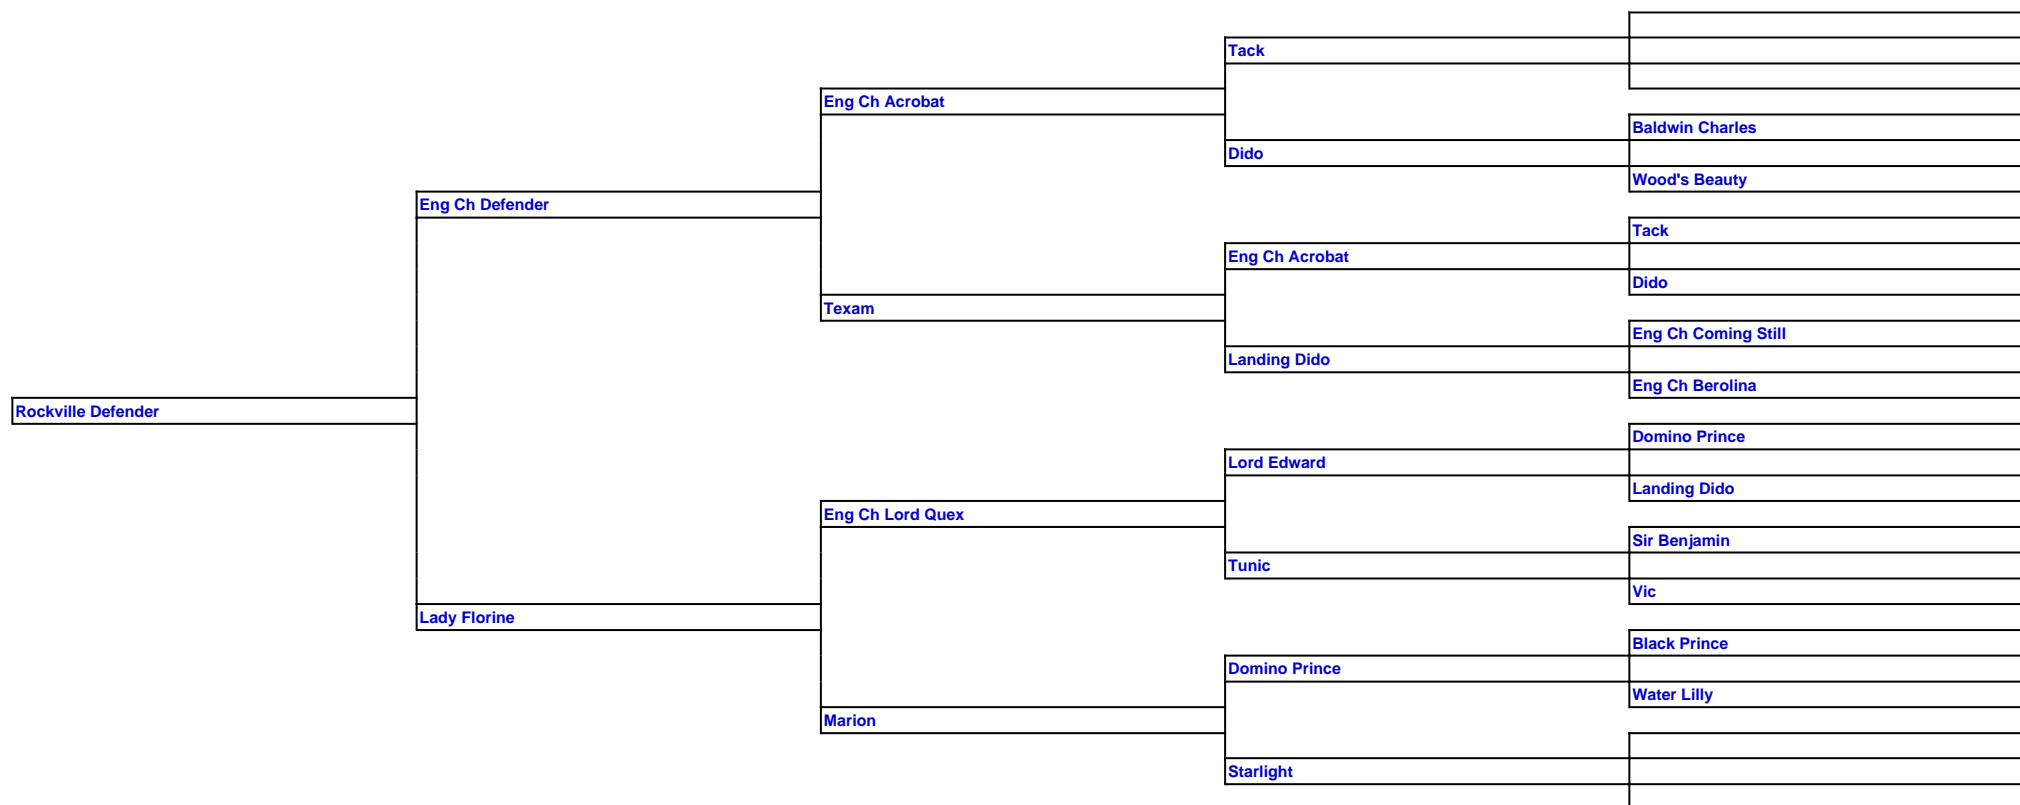 Tack
Eng Ch Acrobat
Baldwin Charles
Dido
Wood's Beauty
Eng Ch Defender
Tack
Eng Ch Acrobat
Dido
Texam
Eng Ch Coming Still
Landing Dido
Eng Ch Berolina
Rockville Defender
Domino Prince
Lord Edward
Landing Dido
Eng Ch Lord Quex
Sir Benjamin
Tunic
Vic
Lady Florine
Black Prince
Domino Prince
Water Lilly
Marion
Starlight